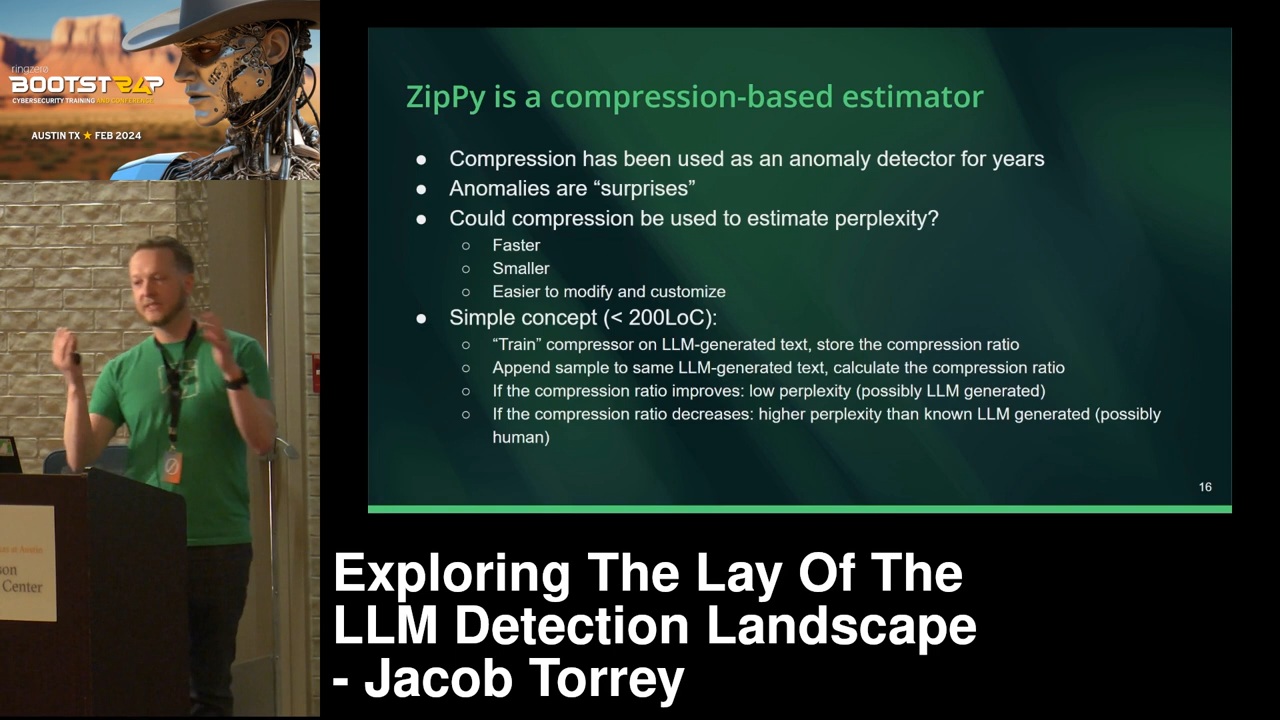 ringzerø
BOOTSTR24P
CYBERSECURITY TRAINING AND CONFERENCE
AUSTIN TX ★ FEB 2024
ZipPy is a compression-based estimator
● Compression has been used as an anomaly detector for years
● Anomalies are “surprises”
● Could compression be used to estimate perplexity?
○ Faster
○ Smaller
○ Easier to modify and customize
● Simple concept (< 200LoC):
○ “Train” compressor on LLM-generated text, store the compression ratio
○ Append sample to same LLM-generated text, calculate the compression ratio
○ If the compression ratio improves: low perplexity (possibly LLM generated)
○ If the compression ratio decreases: higher perplexity than known LLM generated (possibly
human)
16
at Austin
son
Center
Exploring The Lay Of The
LLM Detection Landscape
- Jacob Torrey